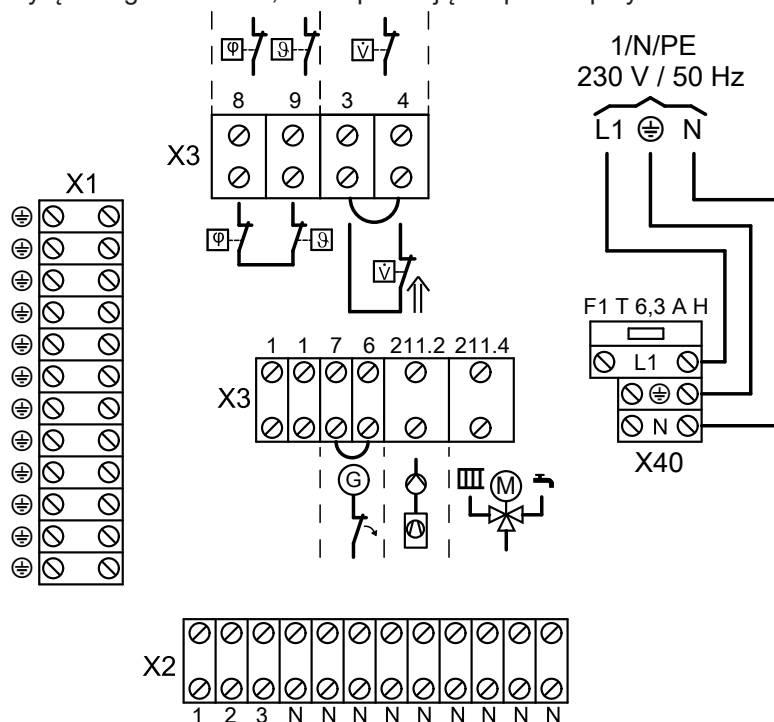 φ ϑ V̇
8 9 3 4
X3
φ ϑ
V̇
1/N/PE
230 V / 50 Hz
L1 N
X1
F1 T 6,3 A H
L1
N
X40
1 1 7 6 211.2 211.4
X3
G
M
X2
1 2 3 N N N N N N N N N